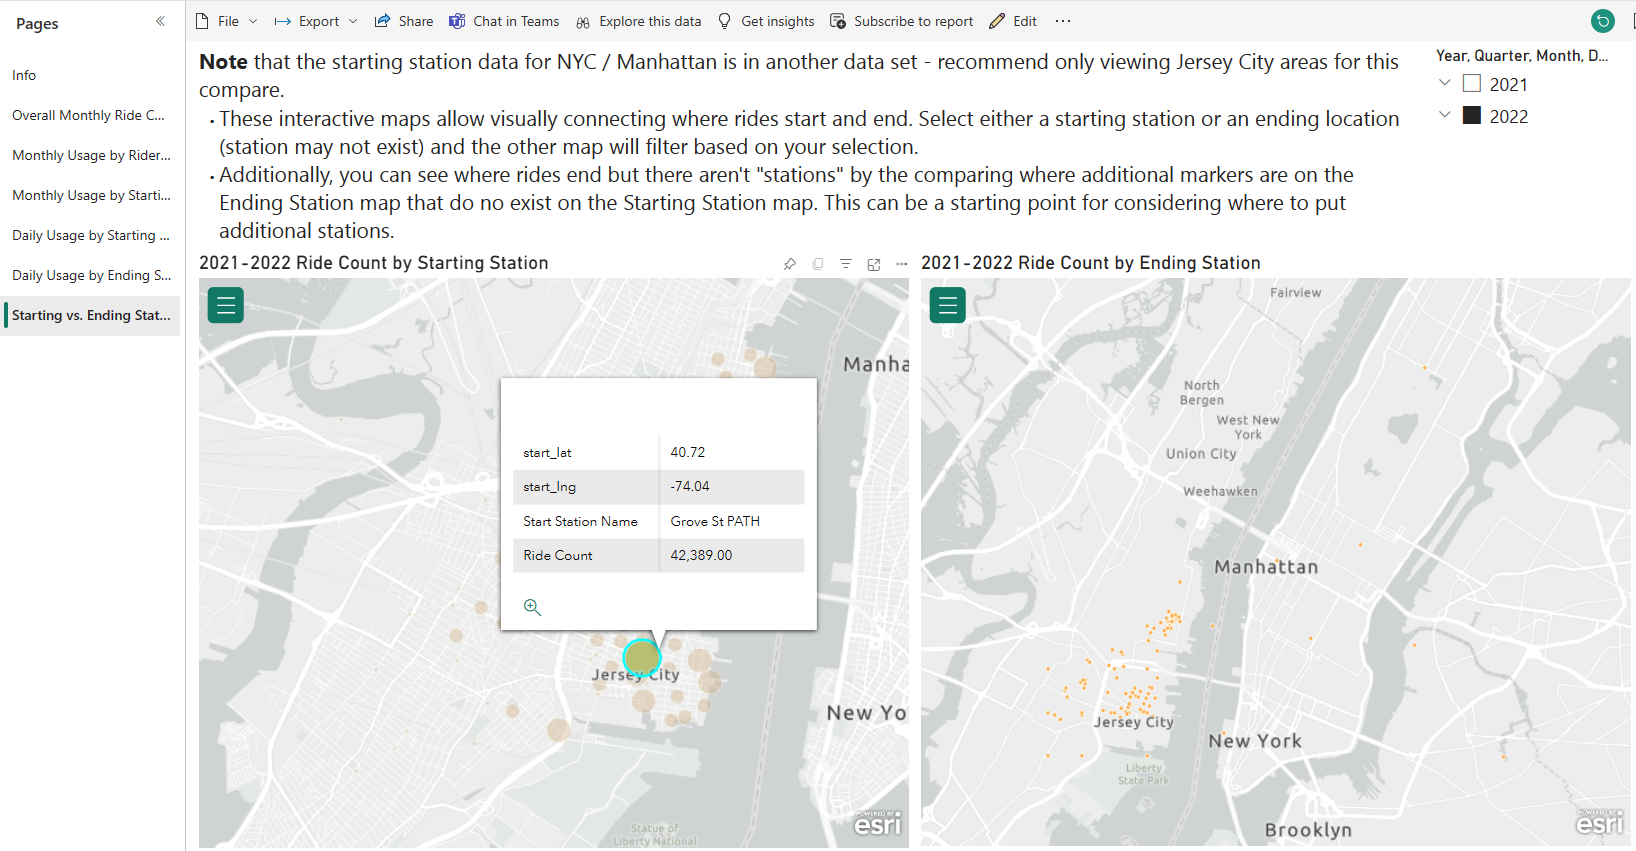 Pages
Info
Overall Monthly Ride C...
Monthly Usage by Rider...
Monthly Usage by Starti...
Daily Usage by Starting ...
Daily Usage by Ending S...
Starting vs. Ending Stat...
File
Export
Share
Chat in Teams
Explore this data
Get insights
Subscribe to report
Edit
Note that the starting station data for NYC / Manhattan is in another data set - recommend only viewing Jersey City areas for this
compare.
• These interactive maps allow visually connecting where rides start and end. Select either a starting station or an ending location
(station may not exist) and the other map will filter based on your selection.
• Additionally, you can see where rides end but there aren't "stations" by the comparing where additional markers are on the
Ending Station map that do no exist on the Starting Station map. This can be a starting point for considering where to put
additional stations.
Year, Quarter, Month, D...
2021
2022
2021-2022 Ride Count by Starting Station
Manha
start_lat 40.72
start_lng -74.04
Start Station Name Grove St PATH
Ride Count 42,389.00
Jersey City
New Yo
Statue of
Liberty National
POWERED BY
esri
2021-2022 Ride Count by Ending Station
Fairview
North
Bergen
West New
York
Union City
Weehawken
Manhattan
Jersey City
New York
Liberty
State Park
Brooklyn
POWERED BY
esri